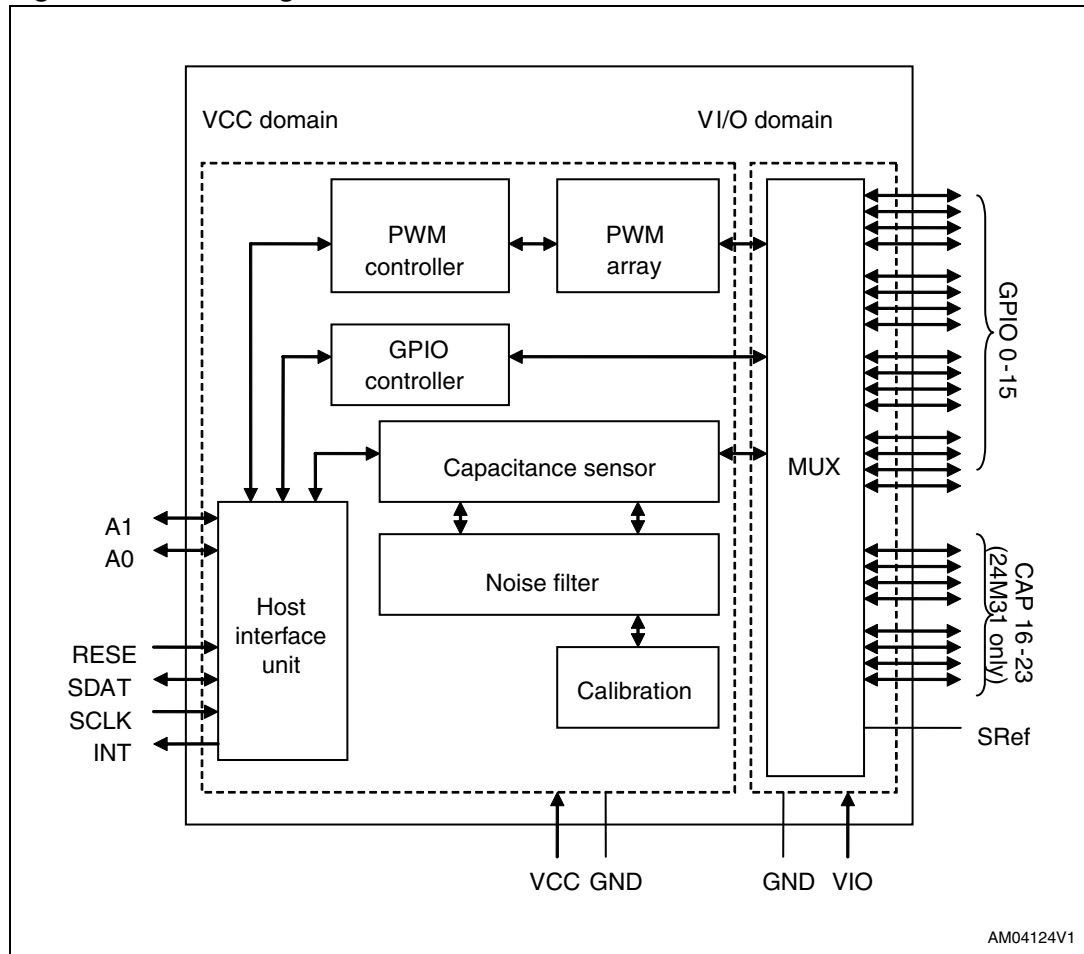 VCC domain
VI/O domain
PWM
controller
PWM
array
GPIO
controller
Capacitance sensor
MUX
GPIO 0-15
A1
A0
Noise filter
CAP 16-23
(24M31 only)
Host
interface
unit
RESE
SDAT
SCLK
INT
Calibration
SRef
VCC GND
GND VIO
AM04124V1